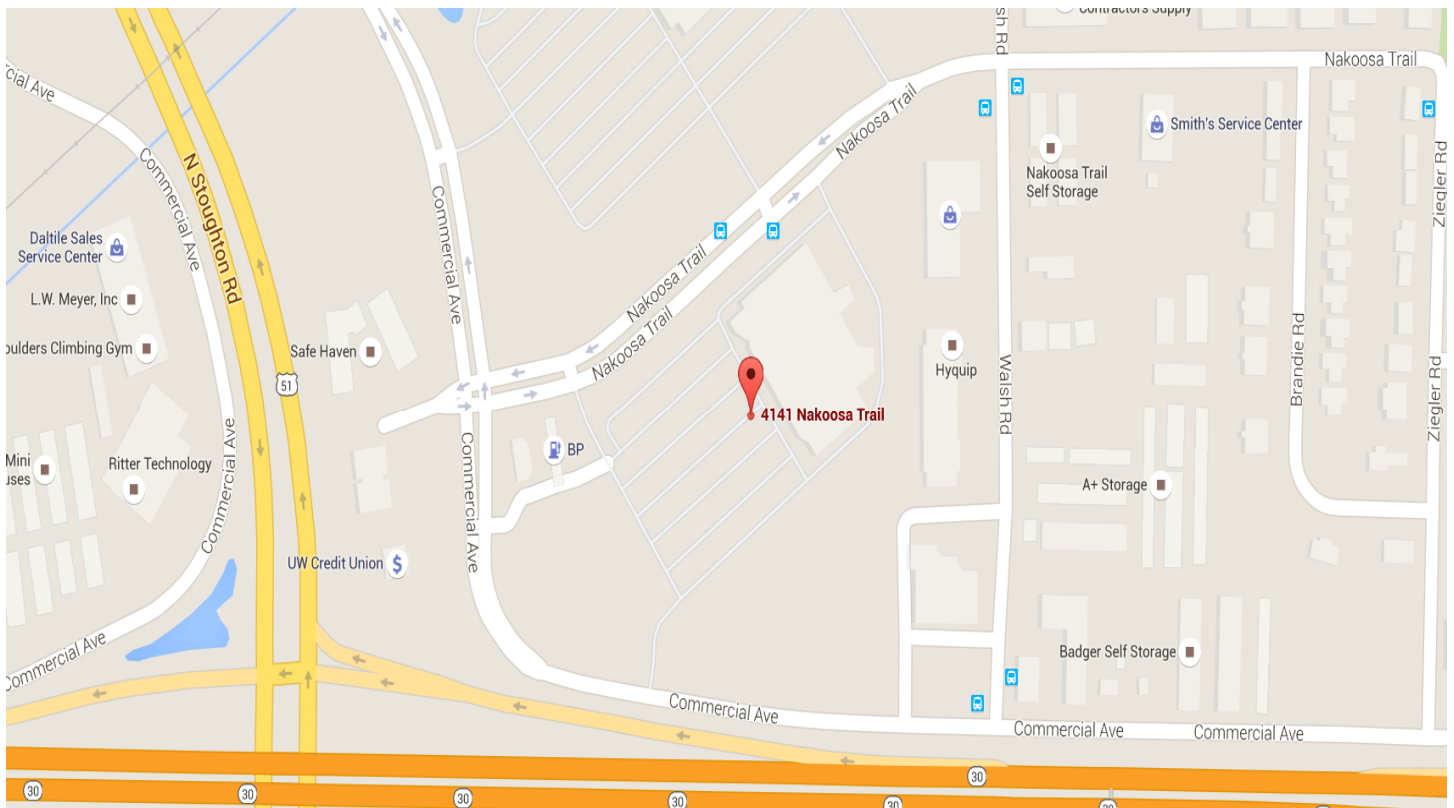 Contractors Supply
Nakoosa Trail
Walsh Rd
Commercial Ave
Commercial Ave
Nakoosa Trail
Smith's Service Center
Nakoosa Trail
Self Storage
Ziegler Rd
N Stoughton Rd
Commercial Ave
Daltile Sales
Service Center
Nakoosa Trail
L.W. Meyer, Inc
oulders Climbing Gym
Safe Haven
Nakoosa Trail
Hyquip
Walsh Rd
Brandie Rd
Ziegler Rd
51
4141 Nakoosa Trail
BP
Mini
uses
Ritter Technology
Commercial Ave
Commercial Ave
A+ Storage
UW Credit Union
$
Commercial Ave
Badger Self Storage
Commercial Ave
Commercial Ave
Commercial Ave
30
30
30
30
30
30
30